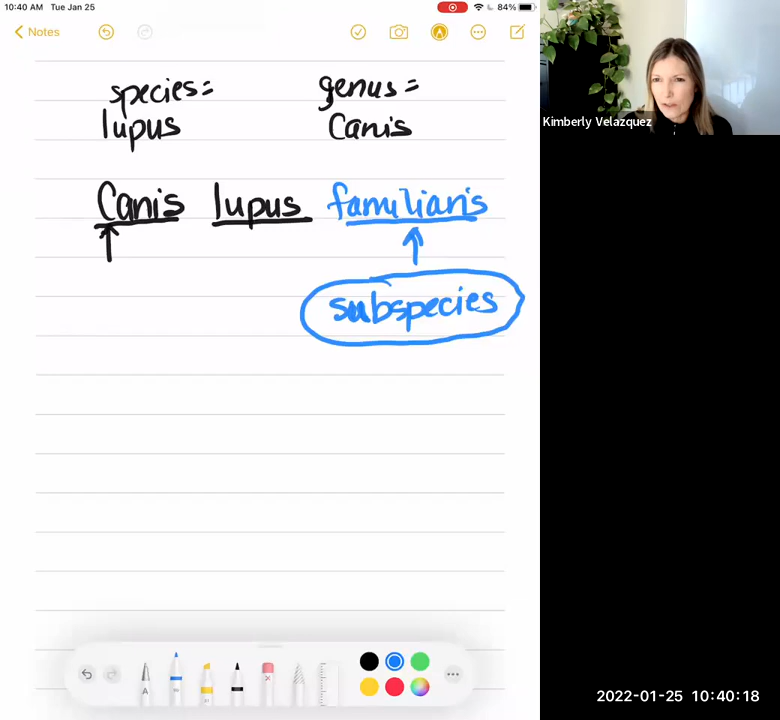 10:40 AM Tue Jan 25
84%
Notes
species=
lupus
genus=
Canis
Canis lupus familiaris
subspecies
Kimberly Velazquez
A
2022-01-25 10:40:18